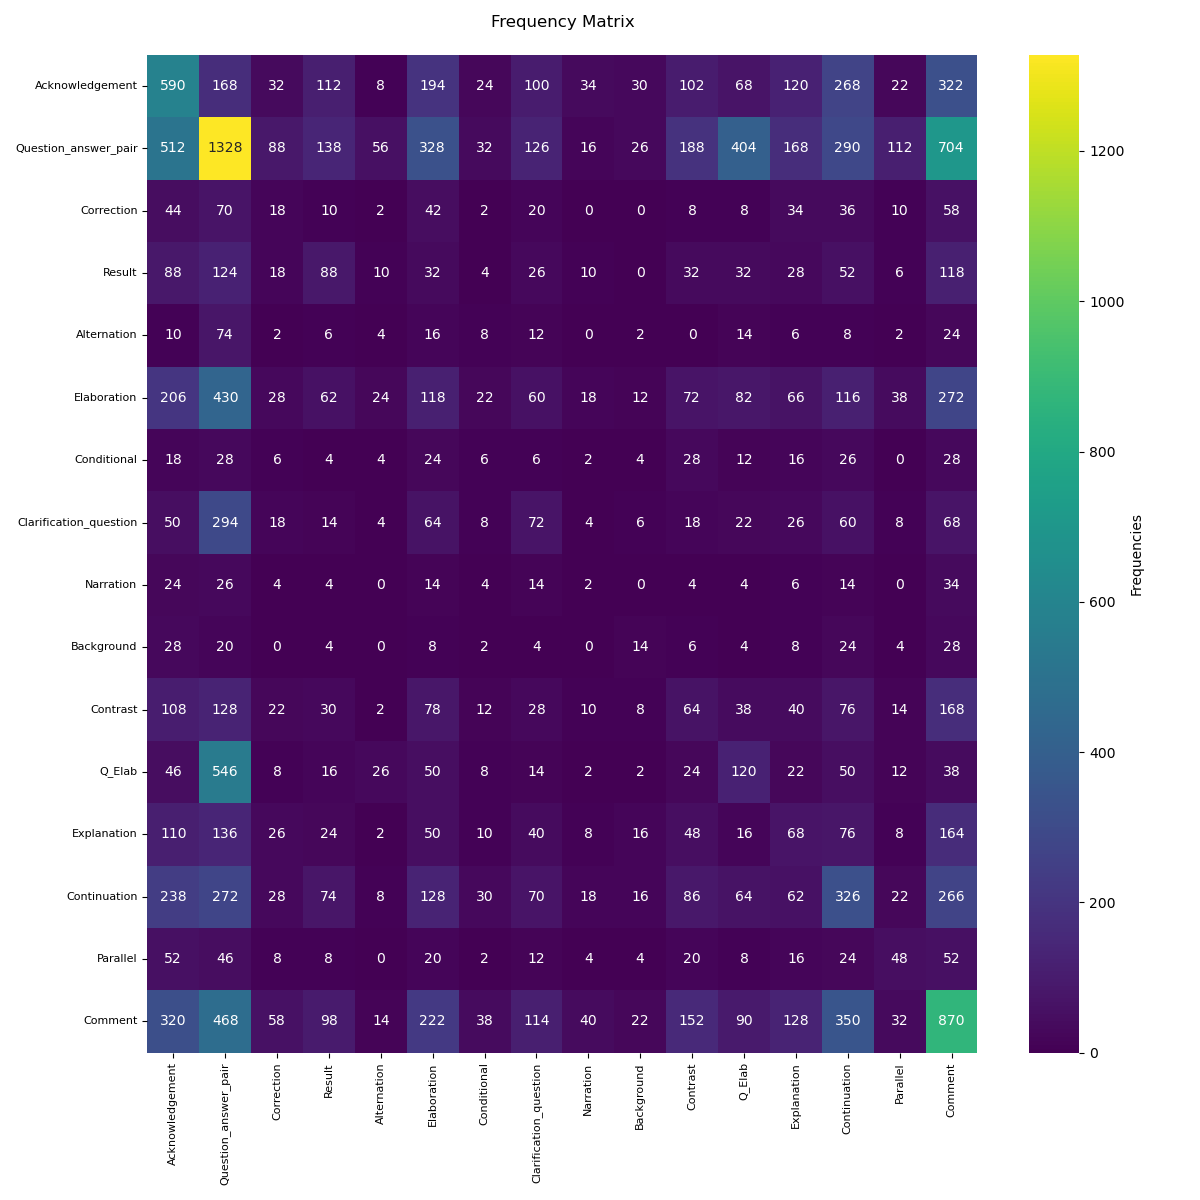 Frequency Matrix
Acknowledgement 590 168 32 112 8 194 24 100 34 30 102 68 120 268 22 322
Question_answer_pair 512 1328 88 138 56 328 32 126 16 26 188 404 168 290 112 704
Correction 44 70 18 10 2 42 2 20 0 0 8 8 34 36 10 58
Result 88 124 18 88 10 32 4 26 10 0 32 32 28 52 6 118
Alternation 10 74 2 6 4 16 8 12 0 2 0 14 6 8 2 24
Elaboration 206 430 28 62 24 118 22 60 18 12 72 82 66 116 38 272
Conditional 18 28 6 4 4 24 6 6 2 4 28 12 16 26 0 28
Clarification_question 50 294 18 14 4 64 8 72 4 6 18 22 26 60 8 68
Narration 24 26 4 4 0 14 4 14 2 0 4 4 6 14 0 34
Background 28 20 0 4 0 8 2 4 0 14 6 4 8 24 4 28
Contrast 108 128 22 30 2 78 12 28 10 8 64 38 40 76 14 168
Q_Elab 46 546 8 16 26 50 8 14 2 2 24 120 22 50 12 38
Explanation 110 136 26 24 2 50 10 40 8 16 48 16 68 76 8 164
Continuation 238 272 28 74 8 128 30 70 18 16 86 64 62 326 22 266
Parallel 52 46 8 8 0 20 2 12 4 4 20 8 16 24 48 52
Comment 320 468 58 98 14 222 38 114 40 22 152 90 128 350 32 870
Acknowledgement
Question_answer_pair
Correction
Result
Alternation
Elaboration
Conditional
Clarification_question
Narration
Background
Contrast
Q_Elab
Explanation
Continuation
Parallel
Comment
1200
1000
800
600
400
200
0
Frequencies